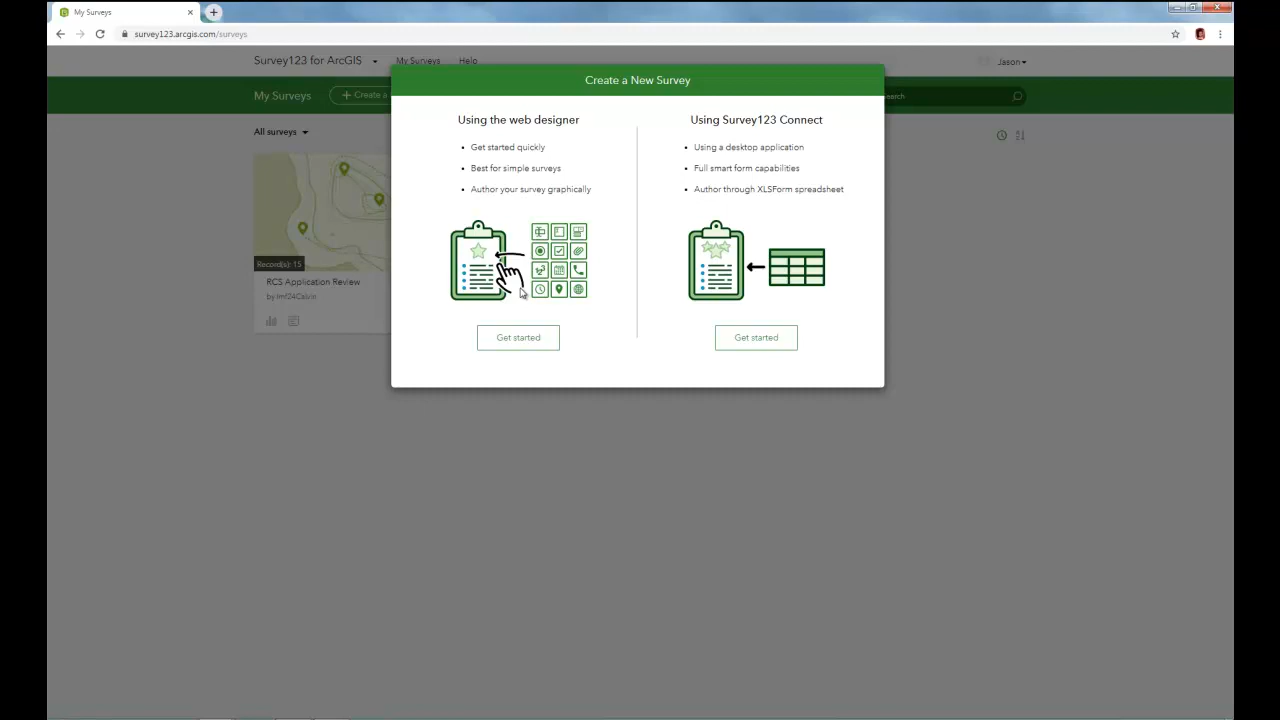 My Surveys
survey123.arcgis.com/surveys
Survey123 for ArcGIS
My Surveys
Help
Jason
My Surveys
Create a
Create a New Survey
All surveys
Using the web designer
Get started quickly
Best for simple surveys
Author your survey graphically
Get started
Using Survey123 Connect
Using a desktop application
Full smart form capabilities
Author through XLSForm spreadsheet
Get started
Record(s): 15
RCS Application Review